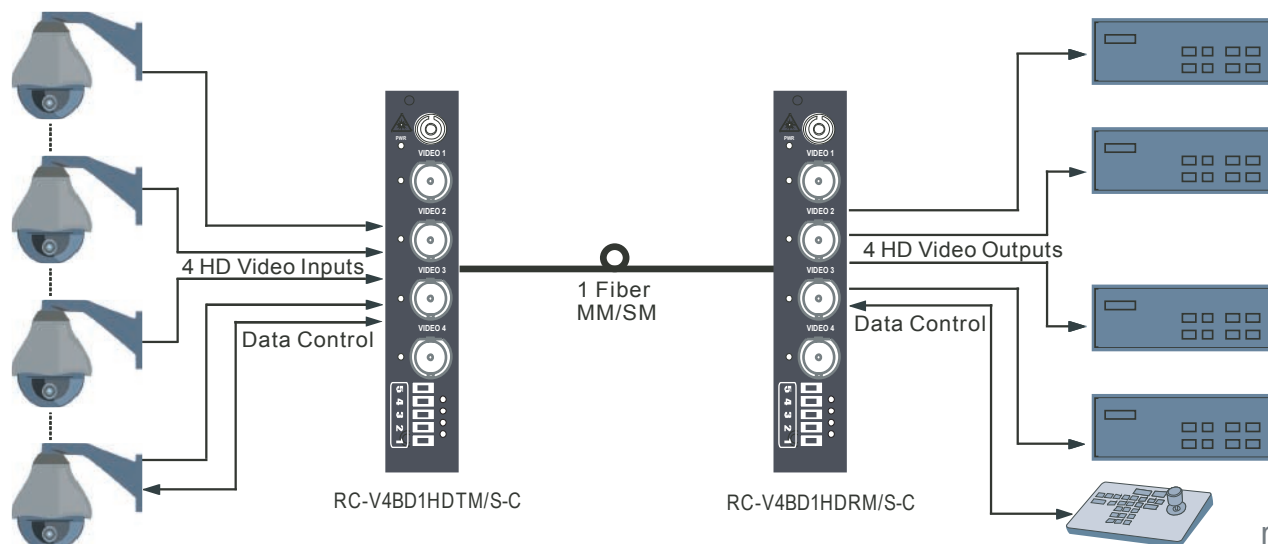 PWR
VIDEO 1
VIDEO 2
4 HD Video Inputs
VIDEO 3
Data Control
VIDEO 4
5
4
3
2
1
RC-V4BD1HDTM/S-C
1 Fiber
MM/SM
PWR
VIDEO 1
VIDEO 2
4 HD Video Outputs
VIDEO 3
Data Control
VIDEO 4
5
4
3
2
1
RC-V4BD1HDRM/S-C